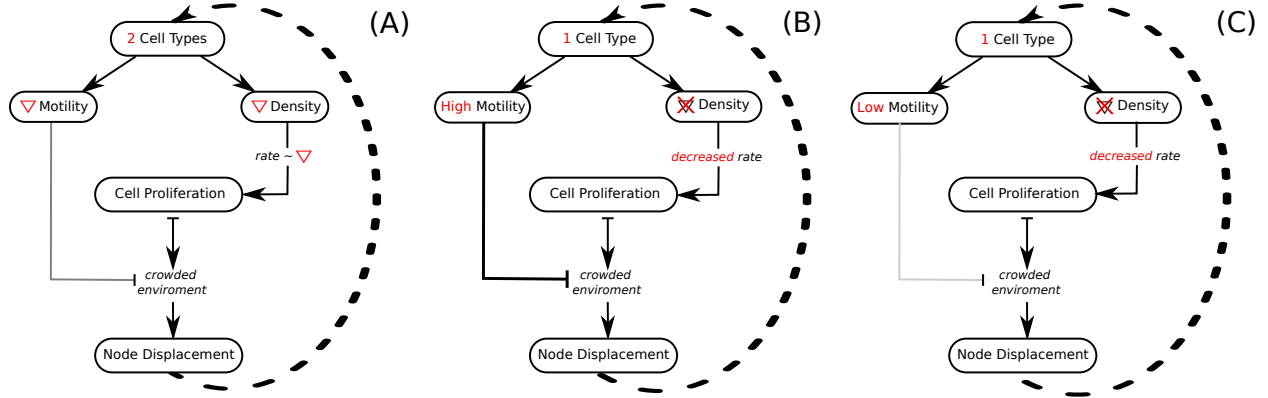 (A)
2 Cell Types
▽ Motility
▽ Density
rate ~ ▽
Cell Proliferation
crowded
enviroment
Node Displacement
(B)
1 Cell Type
High Motility
Density
decreased rate
Cell Proliferation
crowded
enviroment
Node Displacement
(C)
1 Cell Type
Low Motility
Density
decreased rate
Cell Proliferation
crowded
enviroment
Node Displacement